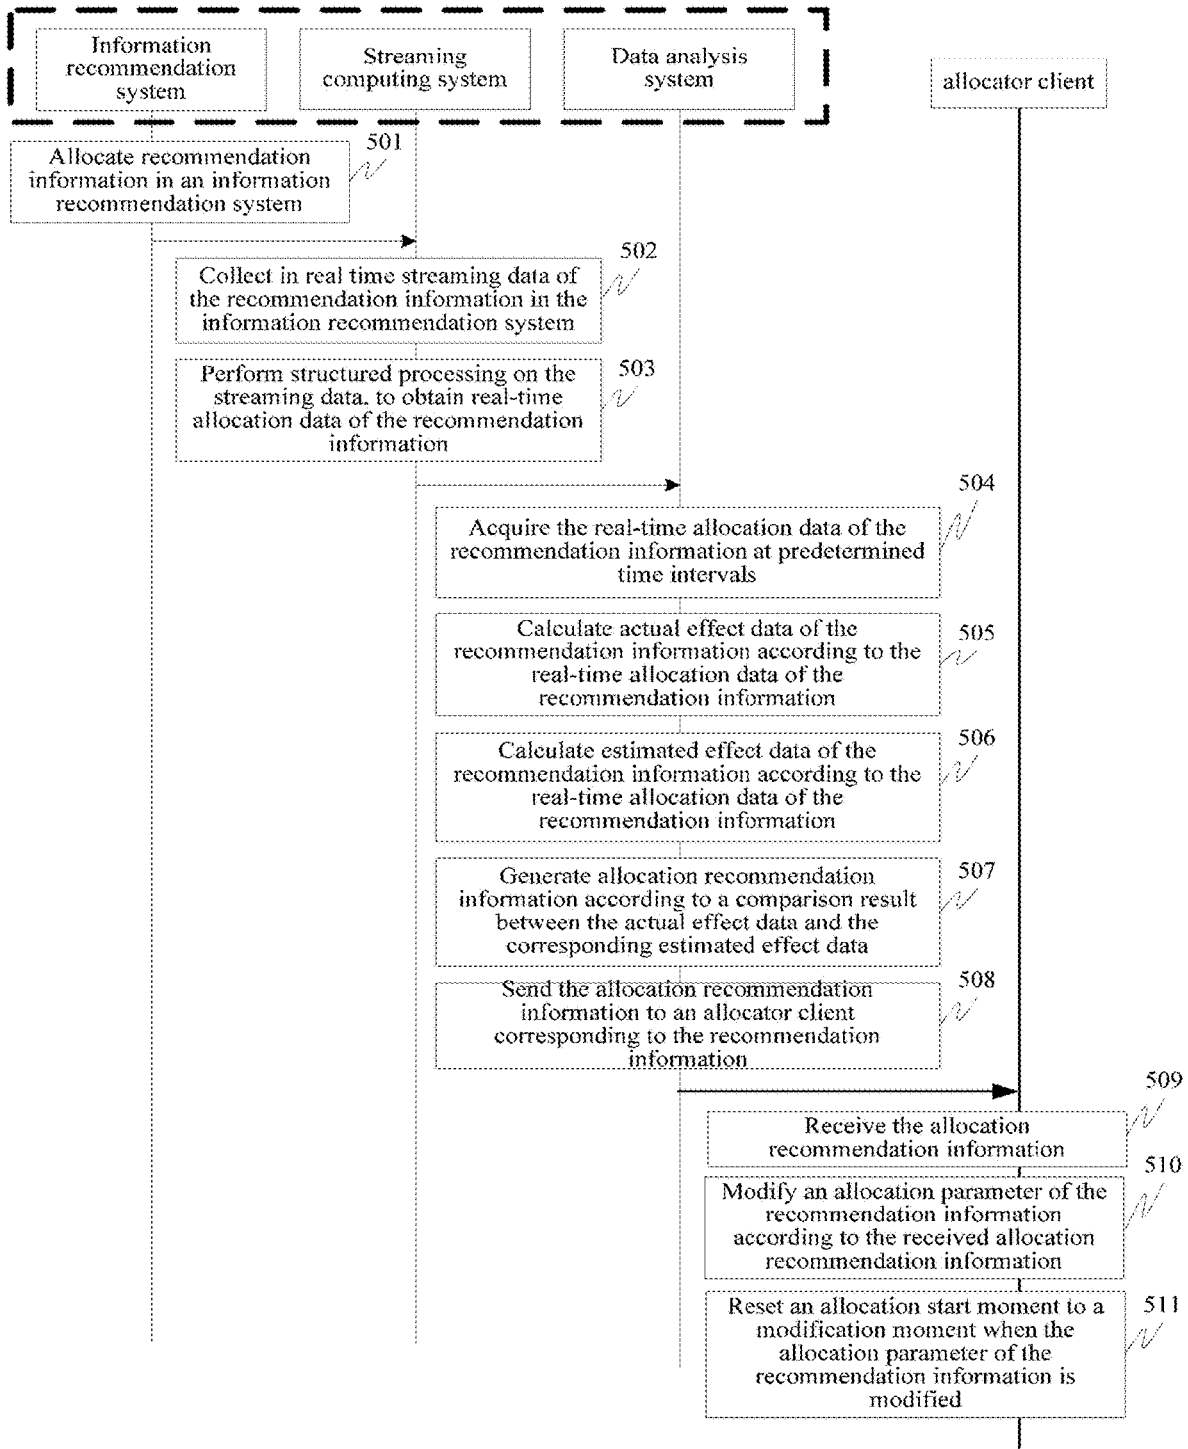 Information
recommendation
system
Streaming
computing system
Data analysis
system
allocator client
501
Allocate recommendation
information in an information
recommendation system
502
Collect in real time streaming data of
the recommendation information in the
information recommendation system
503
Perform structured processing on the
streaming data, to obtain real-time
allocation data of the recommendation
information
504
Acquire the real-time allocation data of the
recommendation information at predetermined
time intervals
505
Calculate actual effect data of the
recommendation information according to the
real-time allocation data of the
recommendation information
506
Calculate estimated effect data of the
recommendation information according to the
real-time allocation data of the
recommendation information
507
Generate allocation recommendation
information according to a comparison result
between the actual effect data and the
corresponding estimated effect data
508
Send the allocation recommendation
information to an allocator client
corresponding to the recommendation
information
509
Receive the allocation
recommendation information
510
Modify an allocation parameter of the
recommendation information
according to the received allocation
recommendation information
511
Reset an allocation start moment to a
modification moment when the
allocation parameter of the
recommendation information is
modified